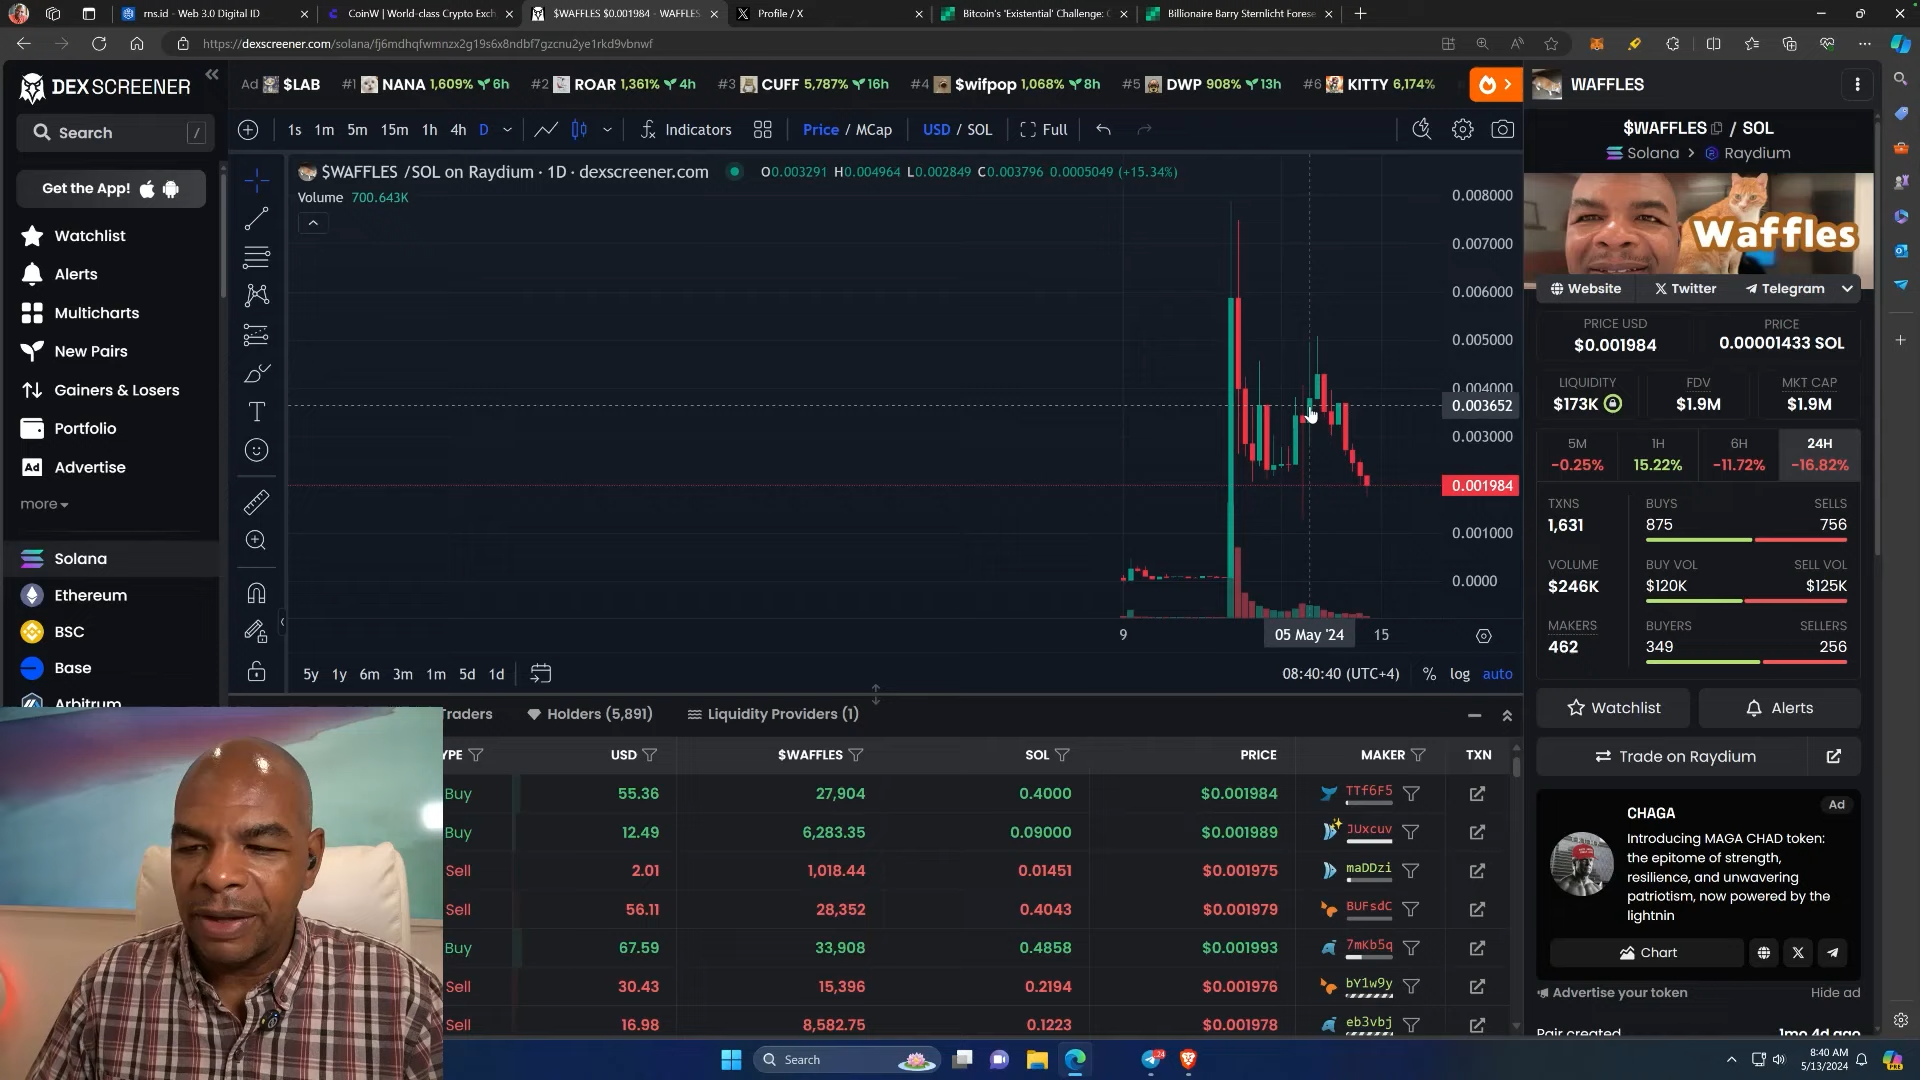 ms.id - Web 3.0 Digital ID
CoinW | World-class Crypto Exch
$WAFFLES $0.001984 - WAFFLES
Profile / X
Bitcoin's 'Existential' Challenge:
Billionaire Barry Sternlicht Forese
https://dexscreener.com/solana/fj6mdhqfwmnzx2g19s6x8ndbf7gzcnu2ye1rkd9vbnwf
DEX SCREENER
Search /
Get the App!
Watchlist
Alerts
Multicharts
New Pairs
Gainers & Losers
Portfolio
Ad Advertise
more
Solana
Ethereum
BSC
Base
Arbitrum
Ad $LAB #1 NANA 1,609% 6h #2 ROAR 1,361% 4h #3 CUFF 5,787% 16h #4 $wifpop 1,068% 8h #5 DWP 908% 13h #6 KITTY 6,174%
1s 1m 5m 15m 1h 4h D Indicators Price / MCap USD / SOL Full
$WAFFLES /SOL on Raydium · 1D · dexscreener.com O0.003291 H0.004964 L0.002849 C0.003796 0.0005049 (+15.34%)
Volume 700.643K
0.008000
0.007000
0.006000
0.005000
0.004000
0.003652
0.003000
0.001984
0.001000
0.0000
9 05 May '24 15
5y 1y 6m 3m 1m 5d 1d 08:40:40 (UTC+4) % log auto
raders Holders (5,891) Liquidity Providers (1)
YPE USD $WAFFLES SOL PRICE MAKER TXN
Buy 55.36 27,904 0.4000 $0.001984 TTf6F5
Buy 12.49 6,283.35 0.09000 $0.001989 JUxcuv
Sell 2.01 1,018.44 0.01451 $0.001975 maDDzi
Sell 56.11 28,352 0.4043 $0.001979 BUFsdC
Buy 67.59 33,908 0.4858 $0.001993 7mKb5q
Sell 30.43 15,396 0.2194 $0.001976 bY1w9y
Sell 16.98 8,582.75 0.1223 $0.001978 eb3vbj
WAFFLES
$WAFFLES / SOL
Solana > Raydium
Waffles
Website Twitter Telegram
PRICE USD PRICE
$0.001984 0.00001433 SOL
LIQUIDITY FDV MKT CAP
$173K $1.9M $1.9M
5M 1H 6H 24H
-0.25% 15.22% -11.72% -16.82%
TXNS BUYS SELLS
1,631 875 756
VOLUME BUY VOL SELL VOL
$246K $120K $125K
MAKERS BUYERS SELLERS
462 349 256
Watchlist Alerts
Trade on Raydium
CHAGA Ad
Introducing MAGA CHAD token:
the epitome of strength,
resilience, and unwavering
patriotism, now powered by the
lightnin
Chart
Advertise your token Hide ad
Pair created 1mo 4d ago
Search
24
8:40 AM
5/13/2024
PRE